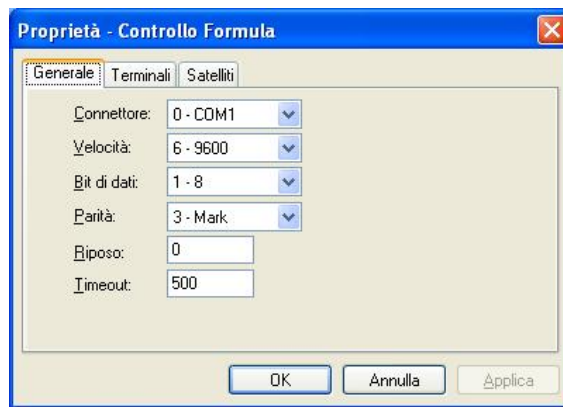 Proprietà - Controllo Formula
Generale Terminali Satelliti
Connettore: 0 - COM1
Velocità: 6 - 9600
Bit di dati: 1 - 8
Parità: 3 - Mark
Riposo: 0
Timeout: 500
OK Annulla Applica